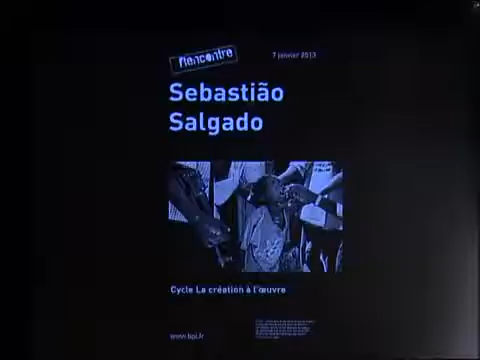 Rencontre
7 janvier 2013
Sebastião
Salgado
Cycle La création à l'œuvre
www.bpi.fr